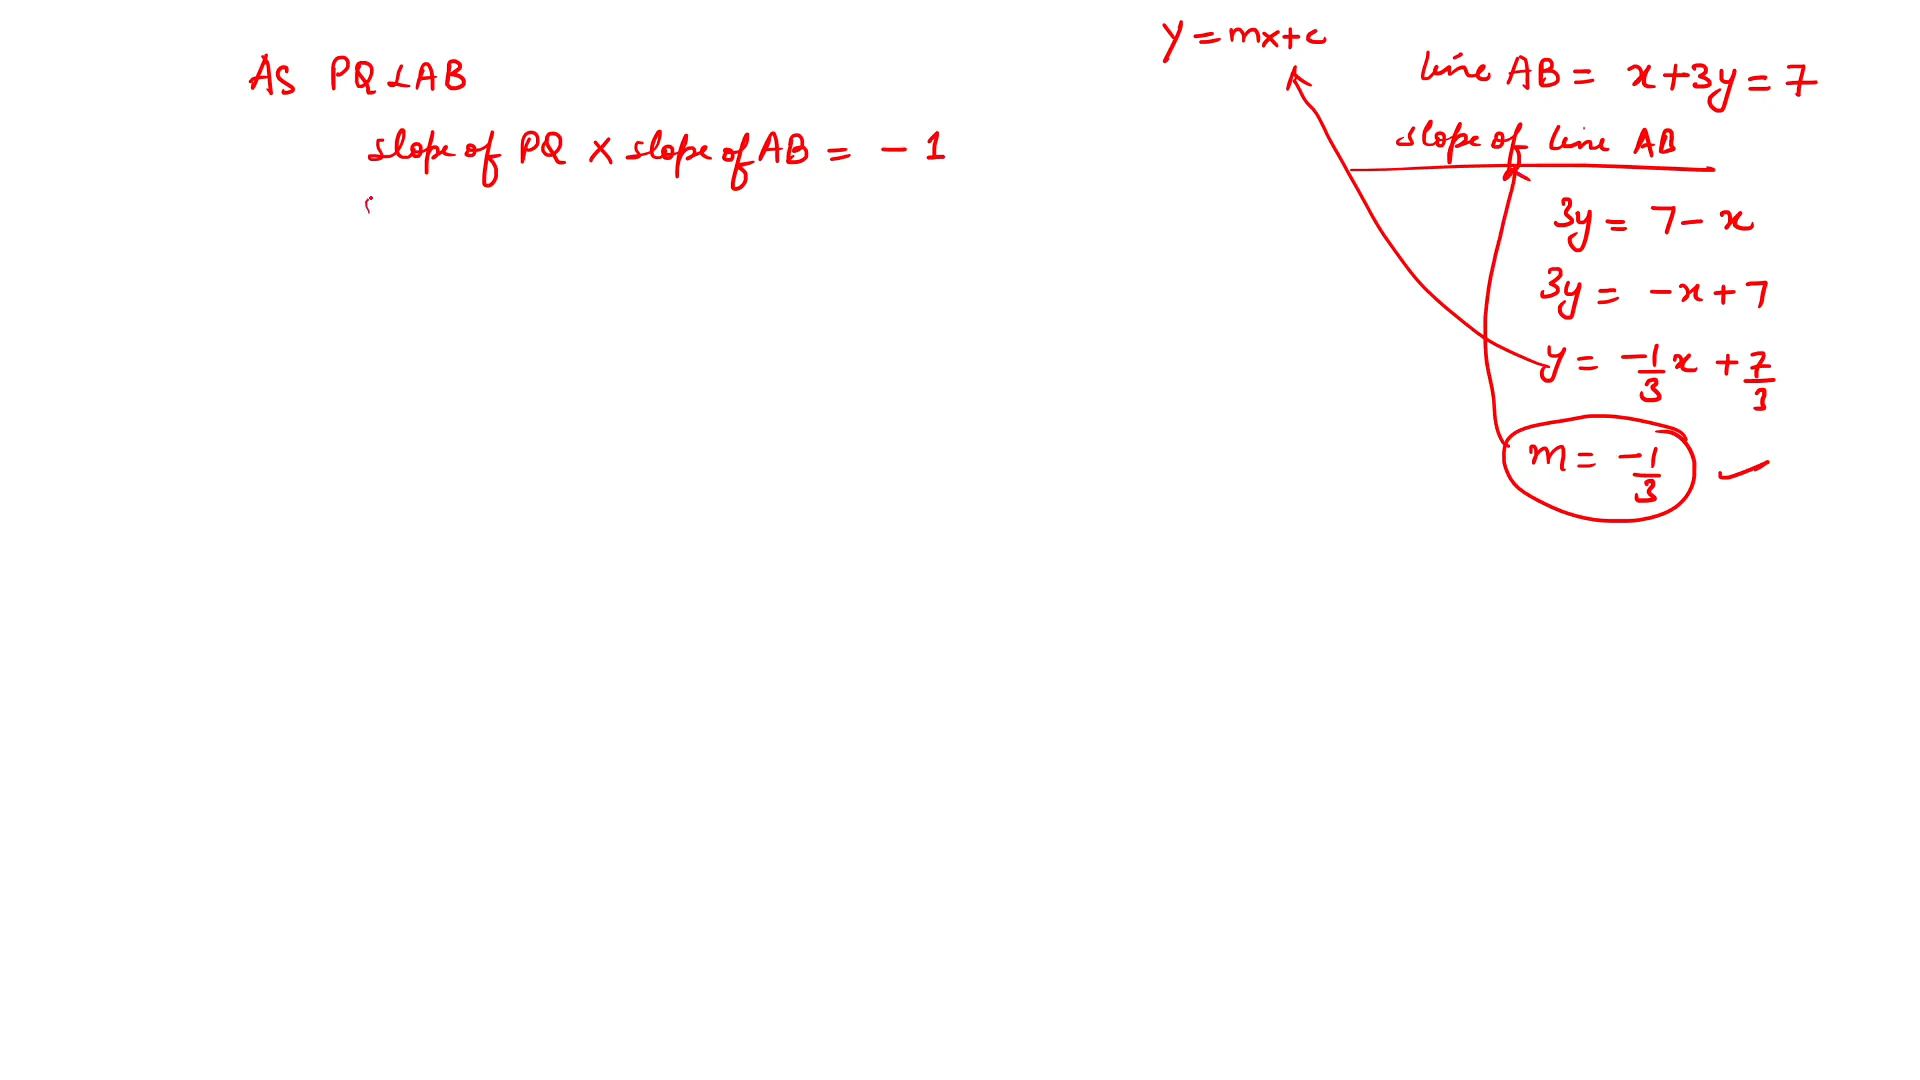 As PQ⊥AB
slope of PQ × slope of AB = -1
y = mx+c
line AB = x+3y = 7
slope of line AB
3y = 7-x
3y = -x+7
y = -1/3 x + 7/3
m = -1/3 ✓